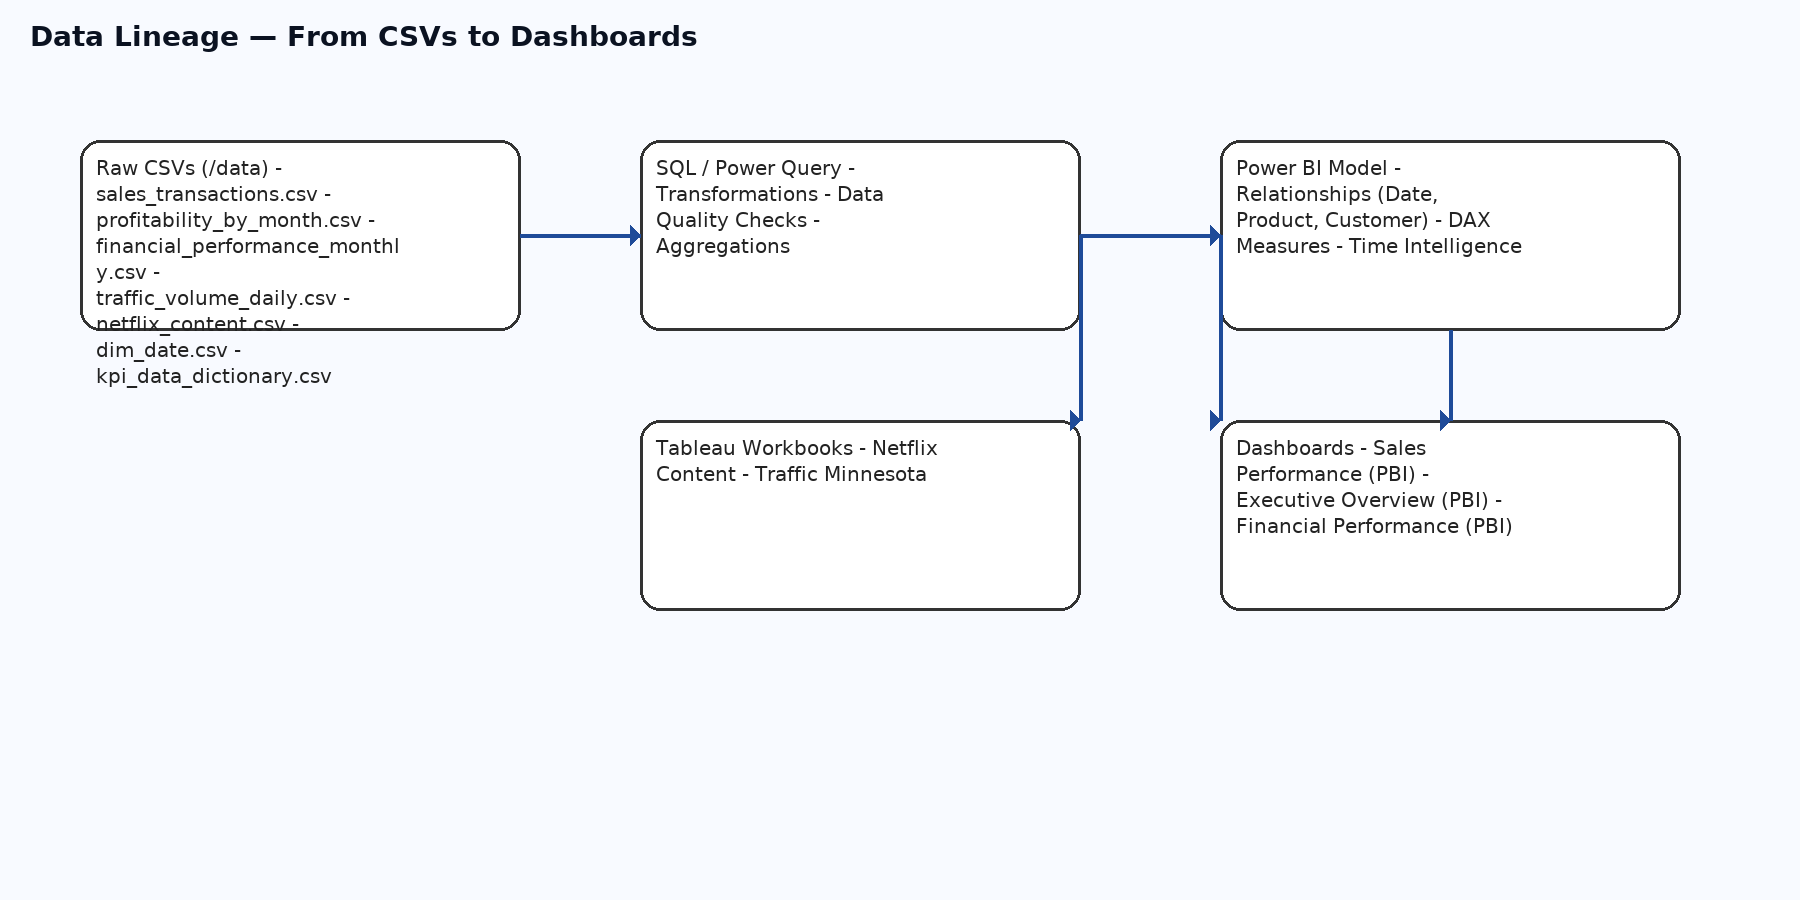 Data Lineage — From CSVs to Dashboards
Raw CSVs (/data) -
sales_transactions.csv -
profitability_by_month.csv -
financial_performance_monthl
y.csv -
traffic_volume_daily.csv -
netflix_content.csv -
dim_date.csv -
kpi_data_dictionary.csv
SQL / Power Query -
Transformations - Data
Quality Checks -
Aggregations
Power BI Model -
Relationships (Date,
Product, Customer) - DAX
Measures - Time Intelligence
Tableau Workbooks - Netflix
Content - Traffic Minnesota
Dashboards - Sales
Performance (PBI) -
Executive Overview (PBI) -
Financial Performance (PBI)